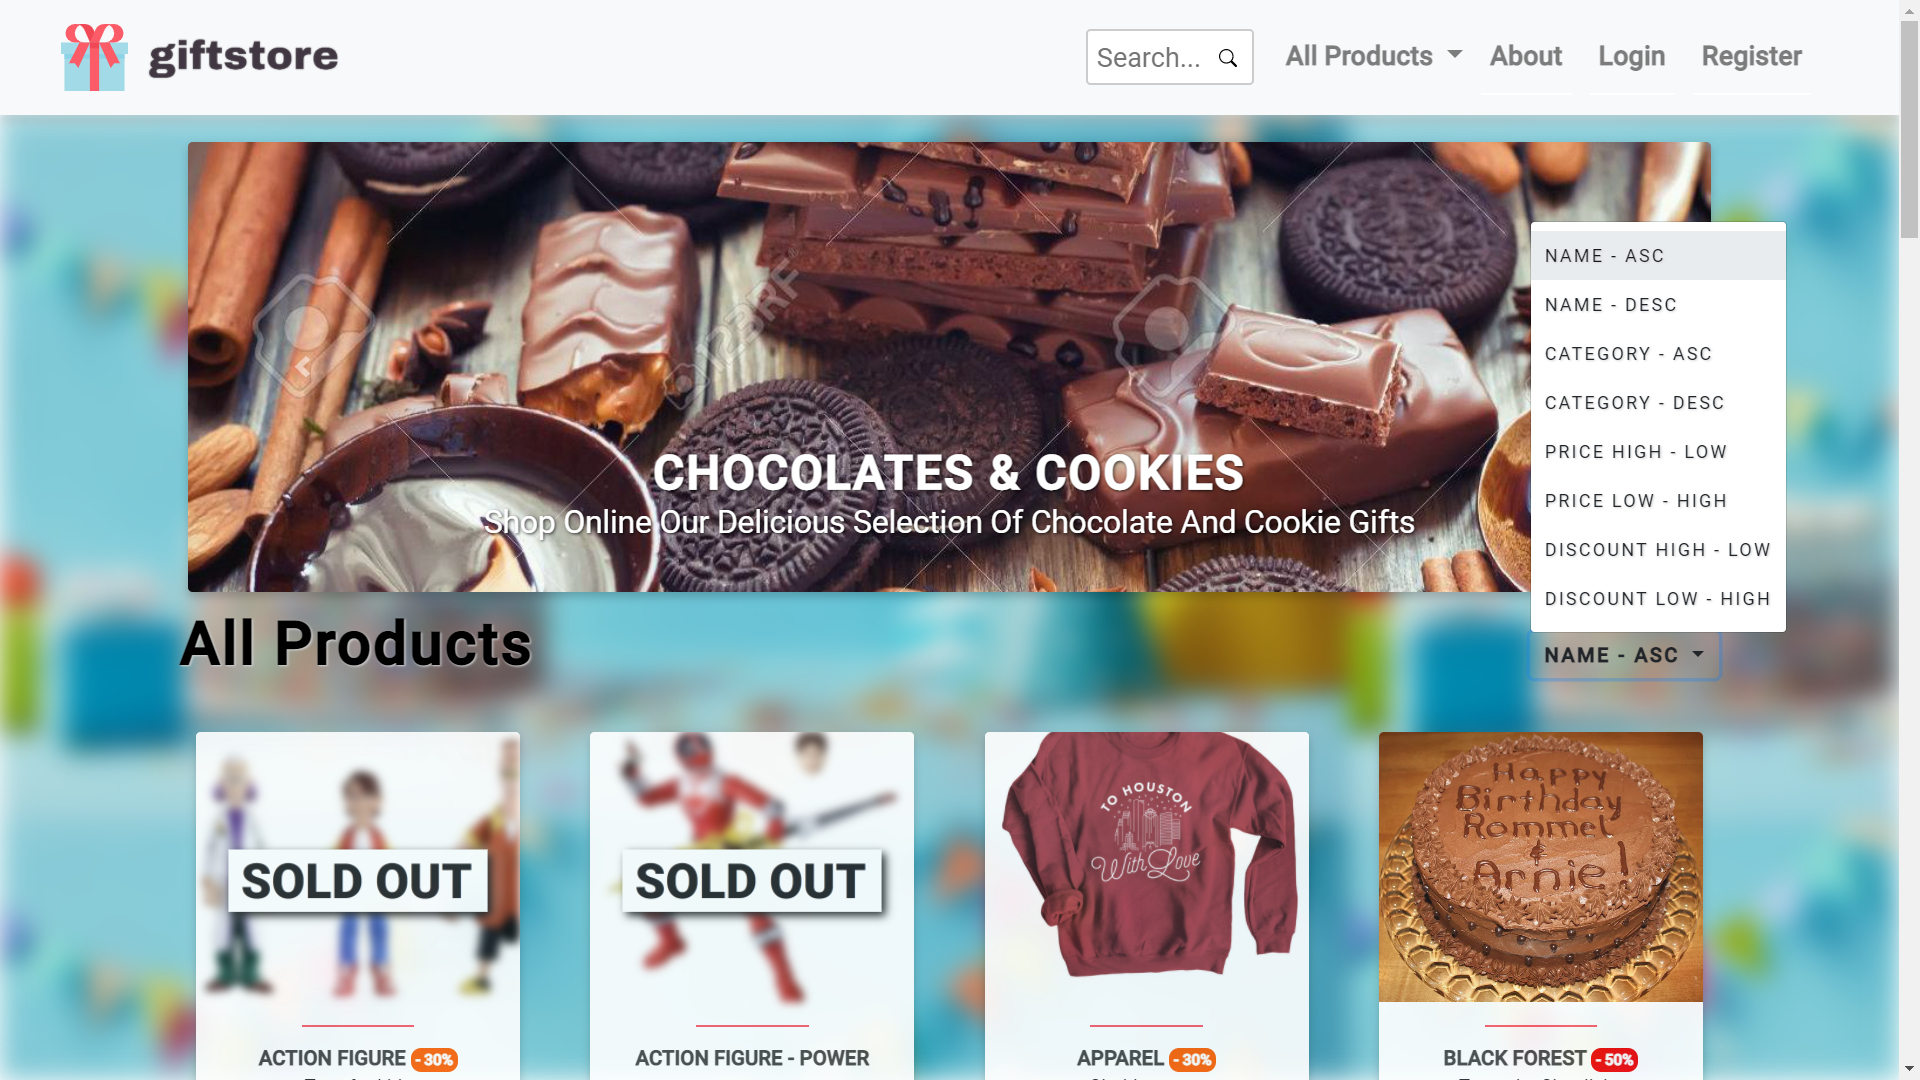 giftstore
Search...
All Products
About
Login
Register
NAME - ASC
NAME - DESC
CATEGORY - ASC
CATEGORY - DESC
PRICE HIGH - LOW
PRICE LOW - HIGH
DISCOUNT HIGH - LOW
DISCOUNT LOW - HIGH
123RF
CHOCOLATES & COOKIES
Shop Online Our Delicious Selection Of Chocolate And Cookie Gifts
All Products
NAME - ASC
SOLD OUT
SOLD OUT
TO HOUSTON
With Love
Happy
Birthday
Rommel
&
Arnie!
ACTION FIGURE - 30%
ACTION FIGURE - POWER
APPAREL - 30%
BLACK FOREST - 50%